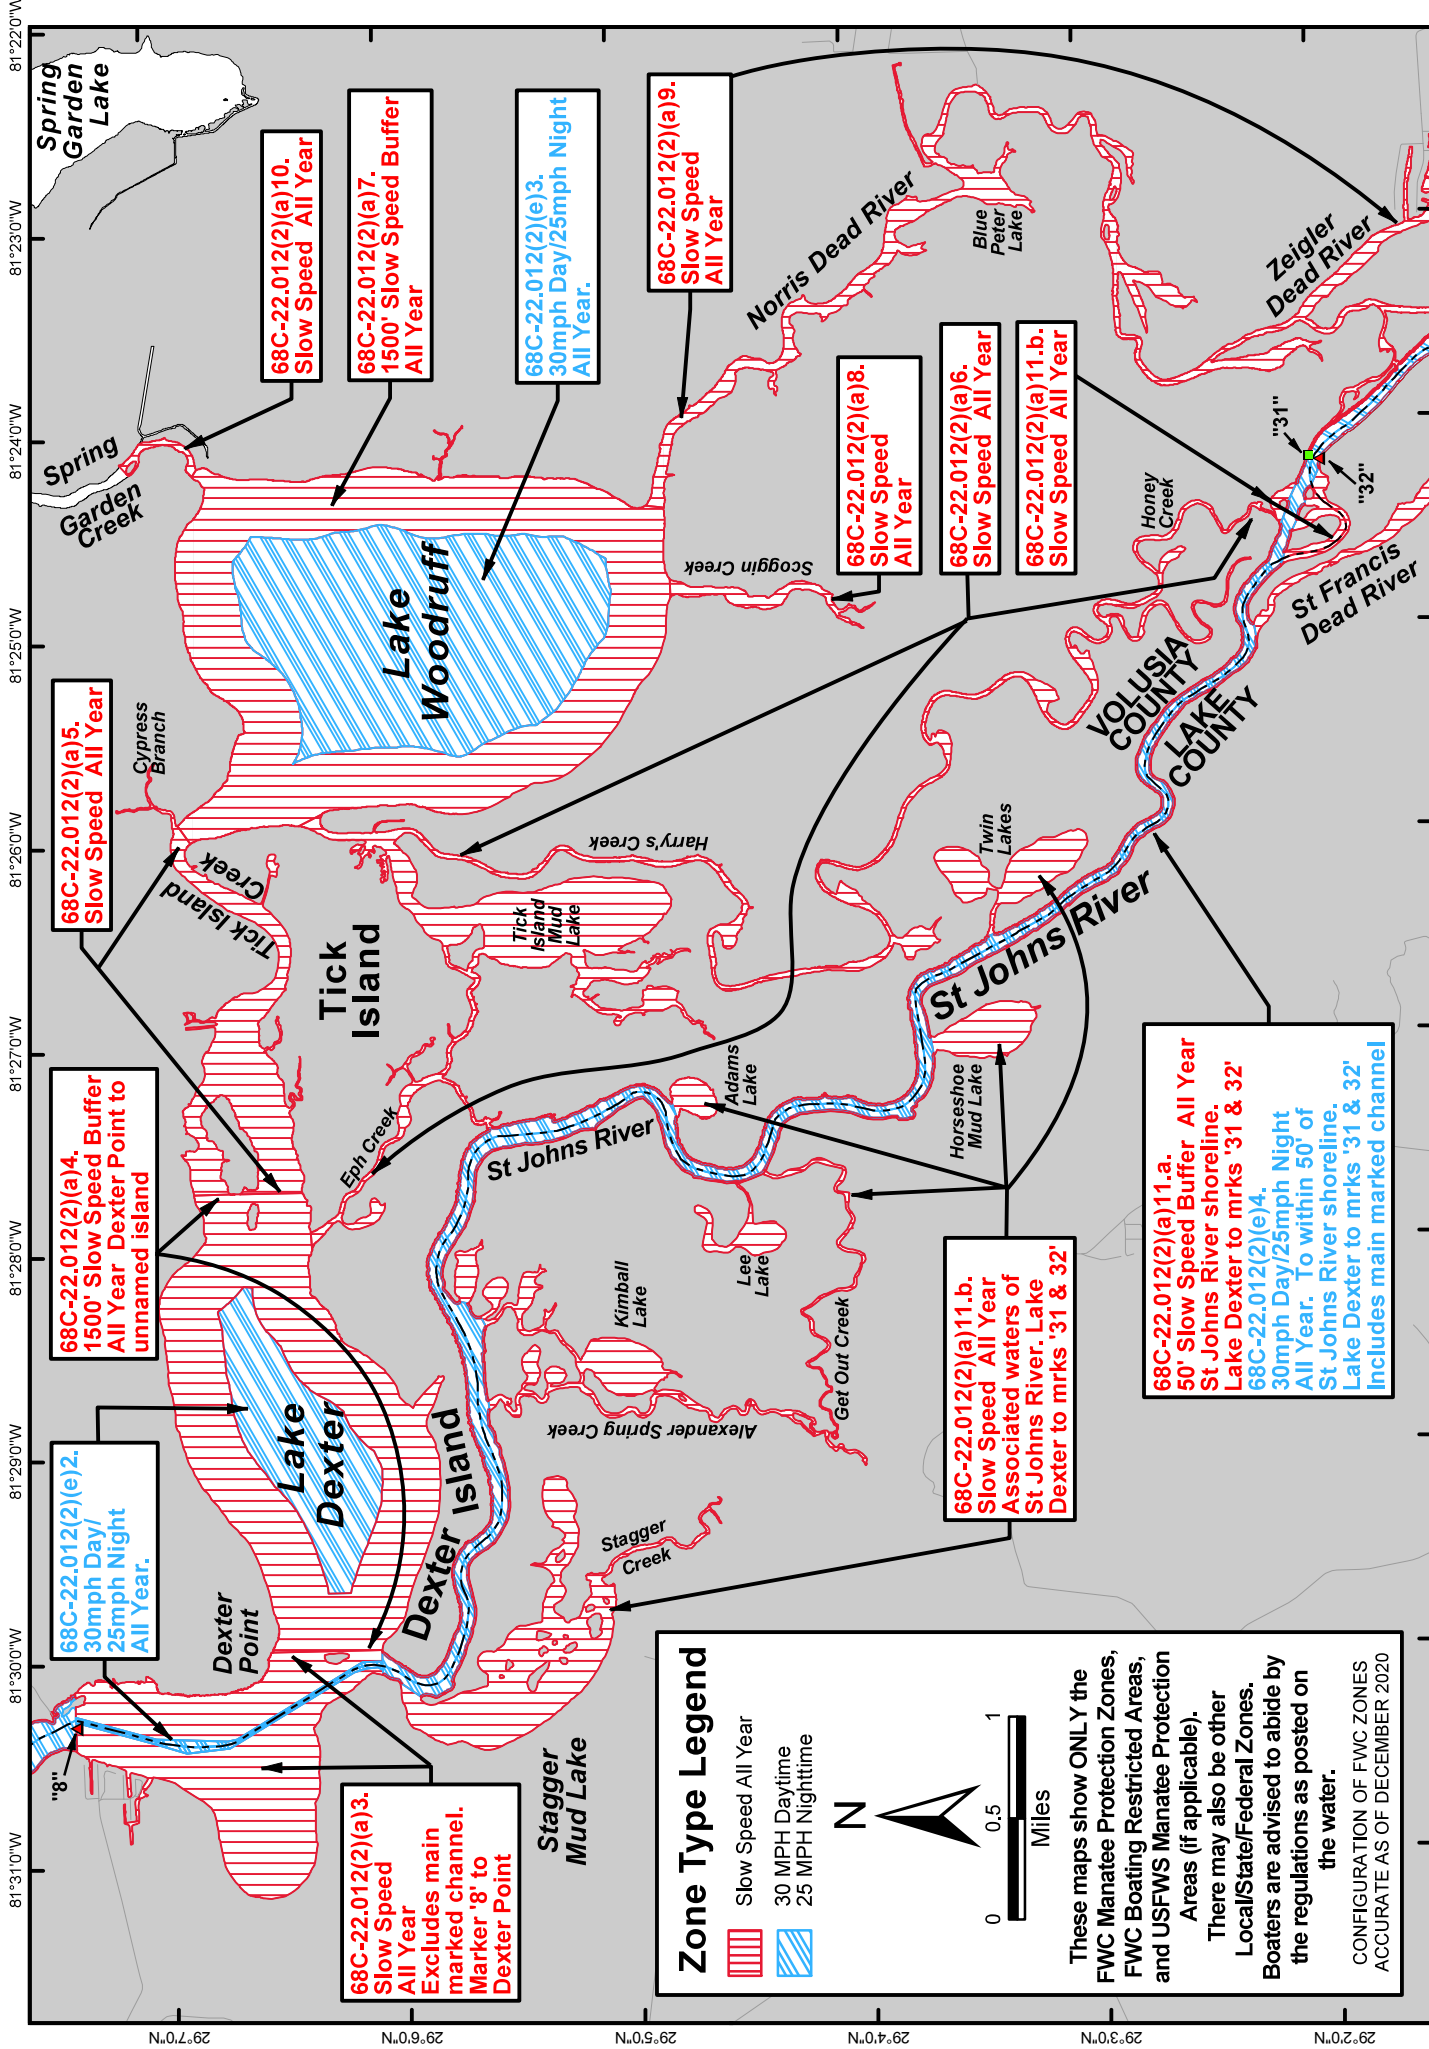 81°31'0"W
81°30'0"W
81°29'0"W
81°28'0"W
81°27'0"W
81°26'0"W
81°25'0"W
81°24'0"W
81°23'0"W
81°22'0"W
29°7'0"N
29°6'0"N
29°5'0"N
29°4'0"N
29°3'0"N
29°2'0"N
"8"
68C-22.012(2)(e)2.
30mph Day/
25mph Night
All Year.
68C-22.012(2)(a)4.
1500' Slow Speed Buffer
All Year  Dexter Point to
unnamed island
68C-22.012(2)(a)5.
Slow Speed  All Year
Cypress
Branch
Spring
Garden
Creek
Spring
Garden
Lake
68C-22.012(2)(a)10.
Slow Speed  All Year
68C-22.012(2)(a)7.
1500' Slow Speed Buffer
All Year
68C-22.012(2)(e)3.
30mph Day/25mph Night
All Year.
68C-22.012(2)(a)9.
Slow Speed
All Year
Dexter
Point
Lake
Dexter
Tick Island
Creek
Tick
Island
Lake
Woodruff
68C-22.012(2)(a)3.
Slow Speed
All Year
Excludes main
marked channel.
Marker '8' to
Dexter Point
Dexter Island
Eph Creek
Tick
Island
Mud
Lake
Harry's Creek
Scoggin Creek
Norris Dead River
Blue
Peter
Lake
Stagger
Mud Lake
Stagger
Creek
Alexander Spring Creek
Kimball
Lake
St Johns River
Adams
Lake
Lee
Lake
Get Out Creek
68C-22.012(2)(a)8.
Slow Speed
All Year
68C-22.012(2)(a)6.
Slow Speed  All Year
68C-22.012(2)(a)11.b.
Slow Speed  All Year
Horseshoe
Mud Lake
St Johns River
Twin
Lakes
VOLUSIA
COUNTY
LAKE
COUNTY
Honey
Creek
"31"
"32"
St Francis
Dead River
Zeigler
Dead River
68C-22.012(2)(a)11.b.
Slow Speed  All Year
Associated waters of
St Johns River. Lake
Dexter to mrks '31 & 32'
68C-22.012(2)(a)11.a.
50' Slow Speed Buffer  All Year
St Johns River shoreline.
Lake Dexter to mrks '31 & 32'
68C-22.012(2)(e)4.
30mph Day/25mph Night
All Year.  To within 50' of
St Johns River shoreline.
Lake Dexter to mrks '31 & 32'
Includes main marked channel
Zone Type Legend
Slow Speed All Year
30 MPH Daytime
25 MPH Nighttime
N
0
0.5
1
Miles
These maps show ONLY the
FWC Manatee Protection Zones,
FWC Boating Restricted Areas,
and USFWS Manatee Protection
Areas (if applicable).
There may also be other
Local/State/Federal Zones.
Boaters are advised to abide by
the regulations as posted on
the water.
CONFIGURATION OF FWC ZONES
ACCURATE AS OF DECEMBER 2020